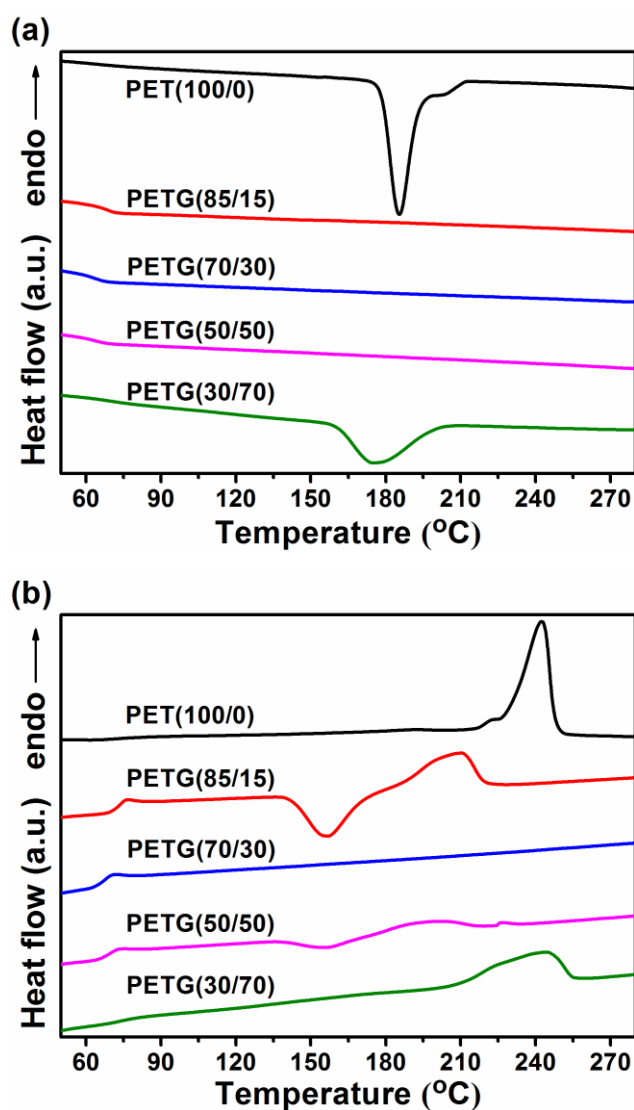 (a)
endo
Heat flow (a.u.)
PET(100/0)
PETG(85/15)
PETG(70/30)
PETG(50/50)
PETG(30/70)
60 90 120 150 180 210 240 270
Temperature (ºC)
(b)
endo
Heat flow (a.u.)
PET(100/0)
PETG(85/15)
PETG(70/30)
PETG(50/50)
PETG(30/70)
60 90 120 150 180 210 240 270
Temperature (ºC)